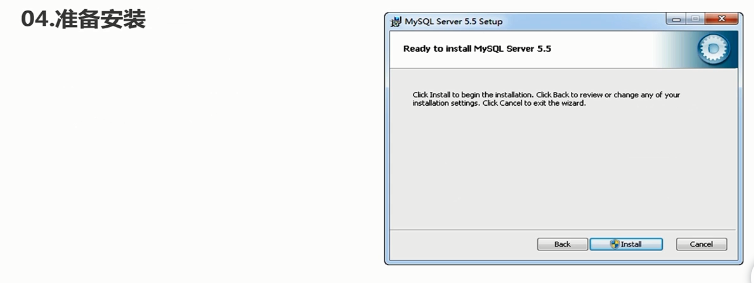 04.准备安装
MySQL Server 5.5 Setup
Ready to install MySQL Server 5.5
Click Install to begin the installation. Click Back to review or change any of your
installation settings. Click Cancel to exit the wizard.
Back
Install
Cancel